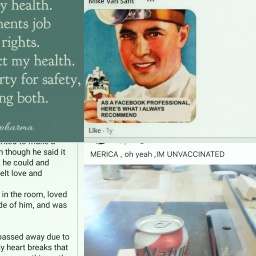 y health.
nents job
rights.
ct my health.
rty for safety,
ng both.
pharma
Mike Van Sant
AS A FACEBOOK PROFESSIONAL,
HERE'S WHAT I ALWAYS
RECOMMEND
Like · 1y
n though he said it
he could and
elt love and
in the room, loved
de of him, and was
passed away due to
ny heart breaks that
MERICA , oh yeah ,IM UNVACCINATED